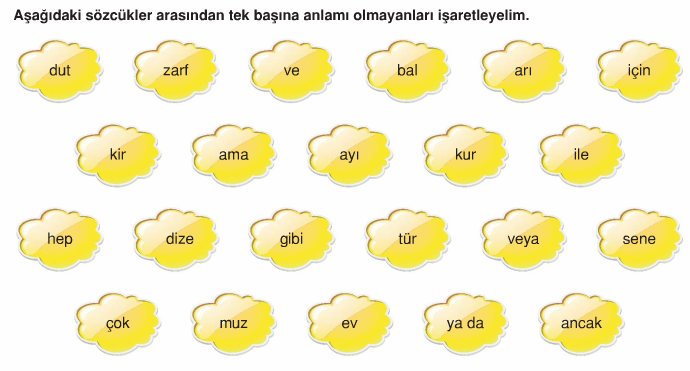 Aşağıdaki sözcükler arasından tek başına anlamı olmayanları işaretleyelim.
dut zarf ve bal arı için
kir ama ayı kur ile
hep dize gibi tür veya sene
çok muz ev ya da ancak